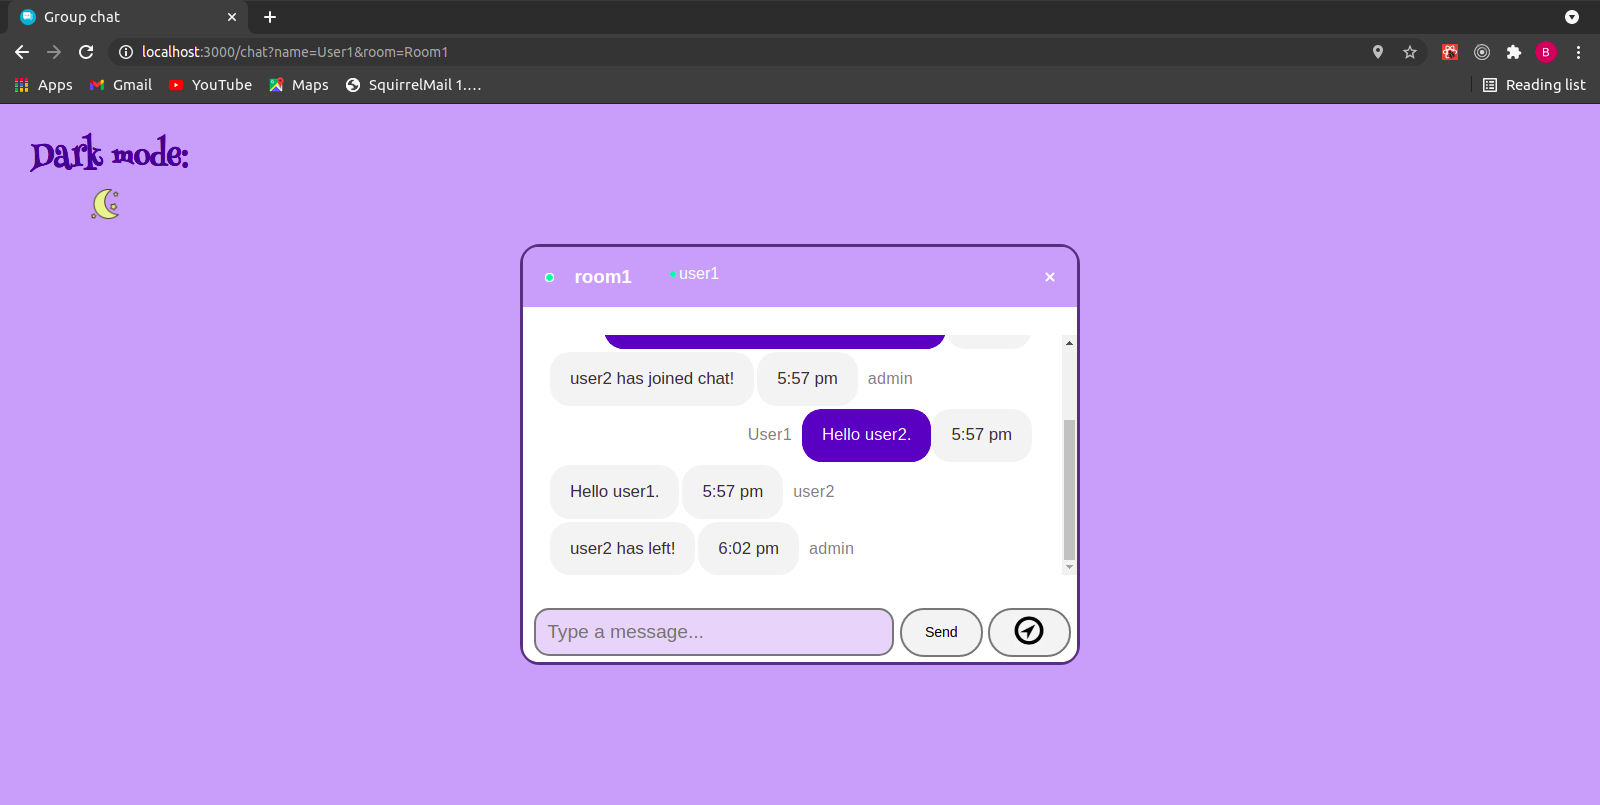 Group chat
localhost:3000/chat?name=User1&room=Room1
B
Apps Gmail YouTube Maps SquirrelMail 1.... Reading list
Dark mode:
room1 user1
user2 has joined chat! 5:57 pm admin
User1 Hello user2. 5:57 pm
Hello user1. 5:57 pm user2
user2 has left! 6:02 pm admin
Type a message... Send